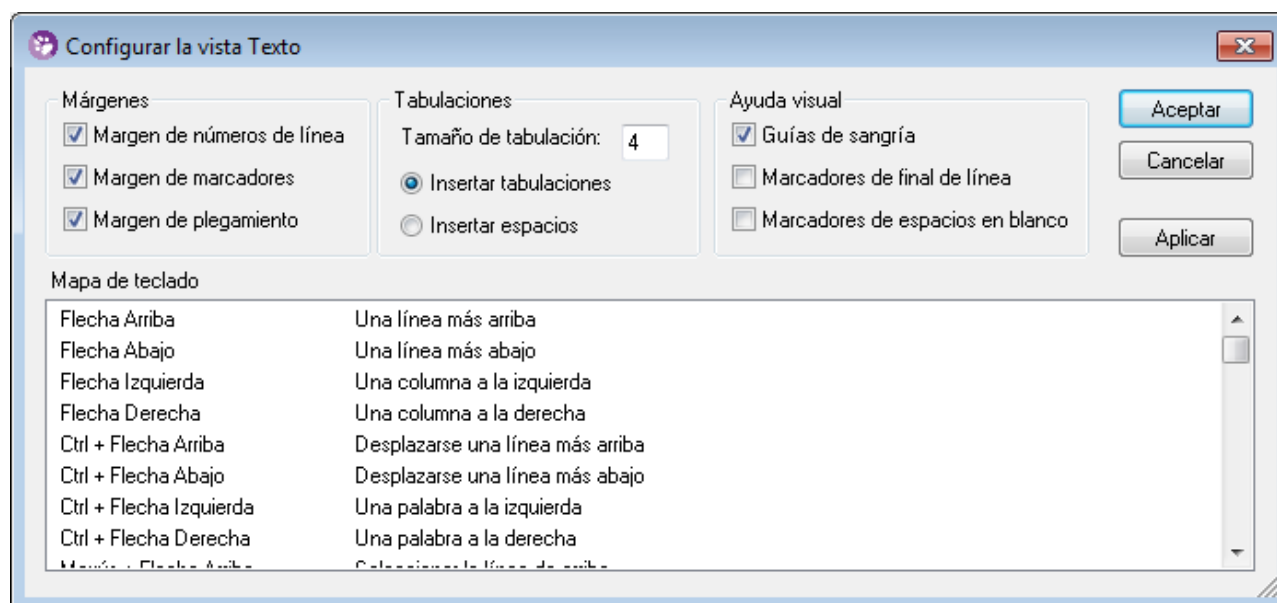 Configurar la vista Texto
Márgenes
Margen de números de línea
Margen de marcadores
Margen de plegamiento
Tabulaciones
Tamaño de tabulación: 4
Insertar tabulaciones
Insertar espacios
Ayuda visual
Guías de sangría
Marcadores de final de línea
Marcadores de espacios en blanco
Aceptar
Cancelar
Aplicar
Mapa de teclado
Flecha Arriba Una línea más arriba
Flecha Abajo Una línea más abajo
Flecha Izquierda Una columna a la izquierda
Flecha Derecha Una columna a la derecha
Ctrl + Flecha Arriba Desplazarse una línea más arriba
Ctrl + Flecha Abajo Desplazarse una línea más abajo
Ctrl + Flecha Izquierda Una palabra a la izquierda
Ctrl + Flecha Derecha Una palabra a la derecha